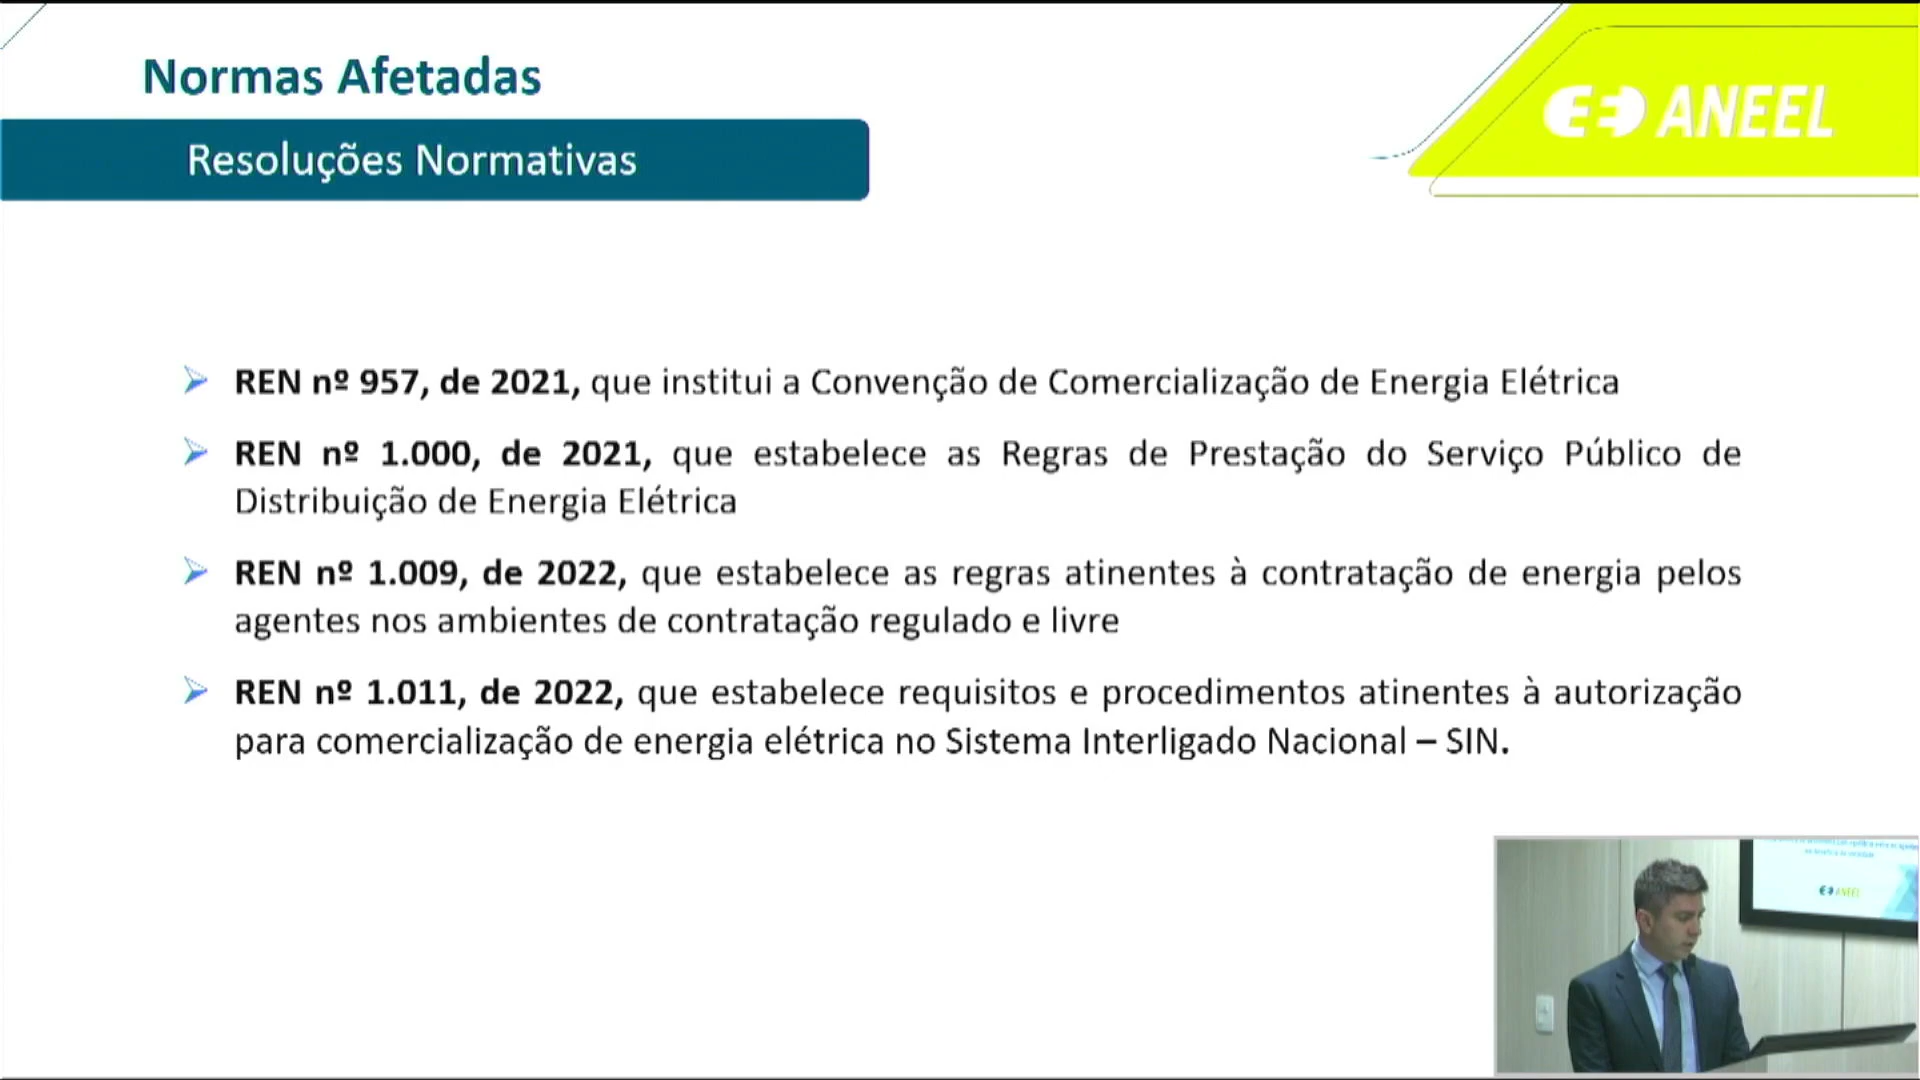 Normas Afetadas
Resoluções Normativas
ANEEL
REN nº 957, de 2021, que institui a Convenção de Comercialização de Energia Elétrica
REN nº 1.000, de 2021, que estabelece as Regras de Prestação do Serviço Público de
Distribuição de Energia Elétrica
REN nº 1.009, de 2022, que estabelece as regras atinentes à contratação de energia pelos
agentes nos ambientes de contratação regulado e livre
REN nº 1.011, de 2022, que estabelece requisitos e procedimentos atinentes à autorização
para comercialização de energia elétrica no Sistema Interligado Nacional – SIN.
ANEEL